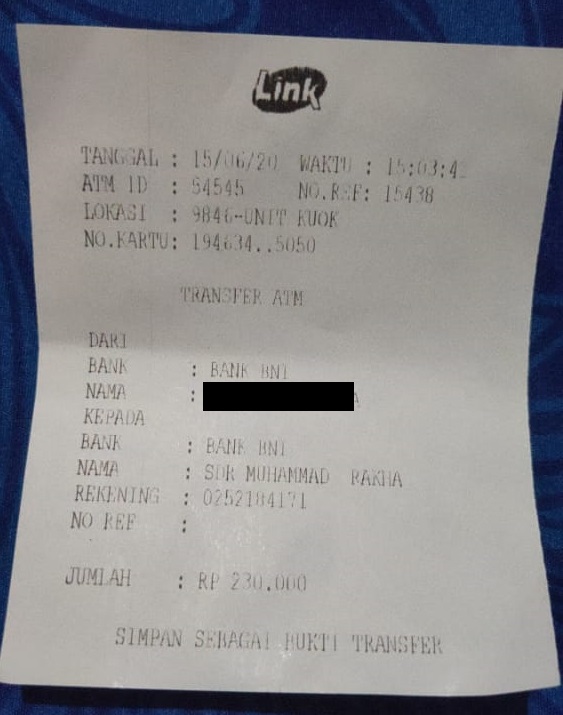 Link
TANGGAL : 15/06/20 WAKTU : 15:03:4
ATM ID : S4545 NO.REF: 15438
LOKASI : 9846-UNIT KUOK
NO.KARTU: 194634..5050
TRANSFER ATM
DARI
BANK : BANK BNI
NAMA : A
KEPADA
BANK : BANK BNI
NAMA : SDR MUHAMMAD RAKHA
REKENING : 0252184171
NO REF :
JUMLAH : RP 230.000
SIMPAN SEBAGAI BUKTI TRANSFER